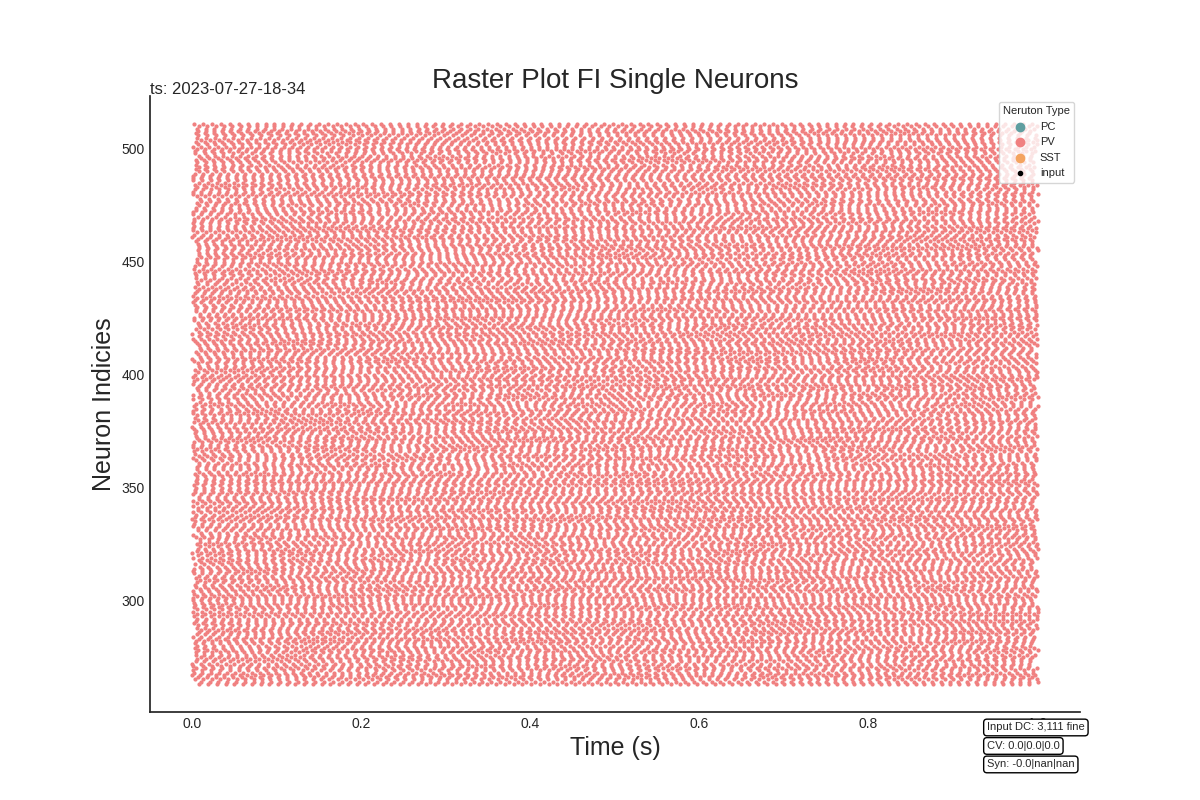 Raster Plot FI Single Neurons
ts: 2023-07-27-18-34
Neruton Type
PC
PV
SST
input
500
450
400
350
300
Neuron Indicies
0.0 0.2 0.4 0.6 0.8
Time (s)
Input DC: 3,111 fine
CV: 0.0|0.0|0.0
Syn: -0.0|nan|nan